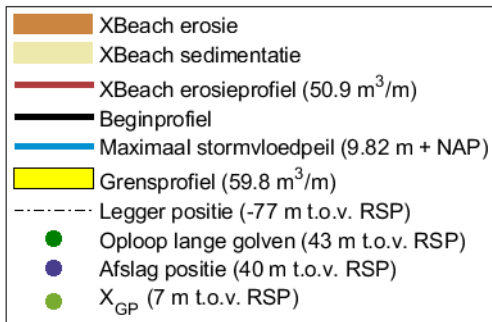 XBeach erosie
XBeach sedimentatie
XBeach erosieprofiel (50.9 m³/m)
Beginprofiel
Maximaal stormvloedpeil (9.82 m + NAP)
Grensprofiel (59.8 m³/m)
Legger positie (-77 m t.o.v. RSP)
Oploop lange golven (43 m t.o.v. RSP)
Afslag positie (40 m t.o.v. RSP)
X_GP (7 m t.o.v. RSP)